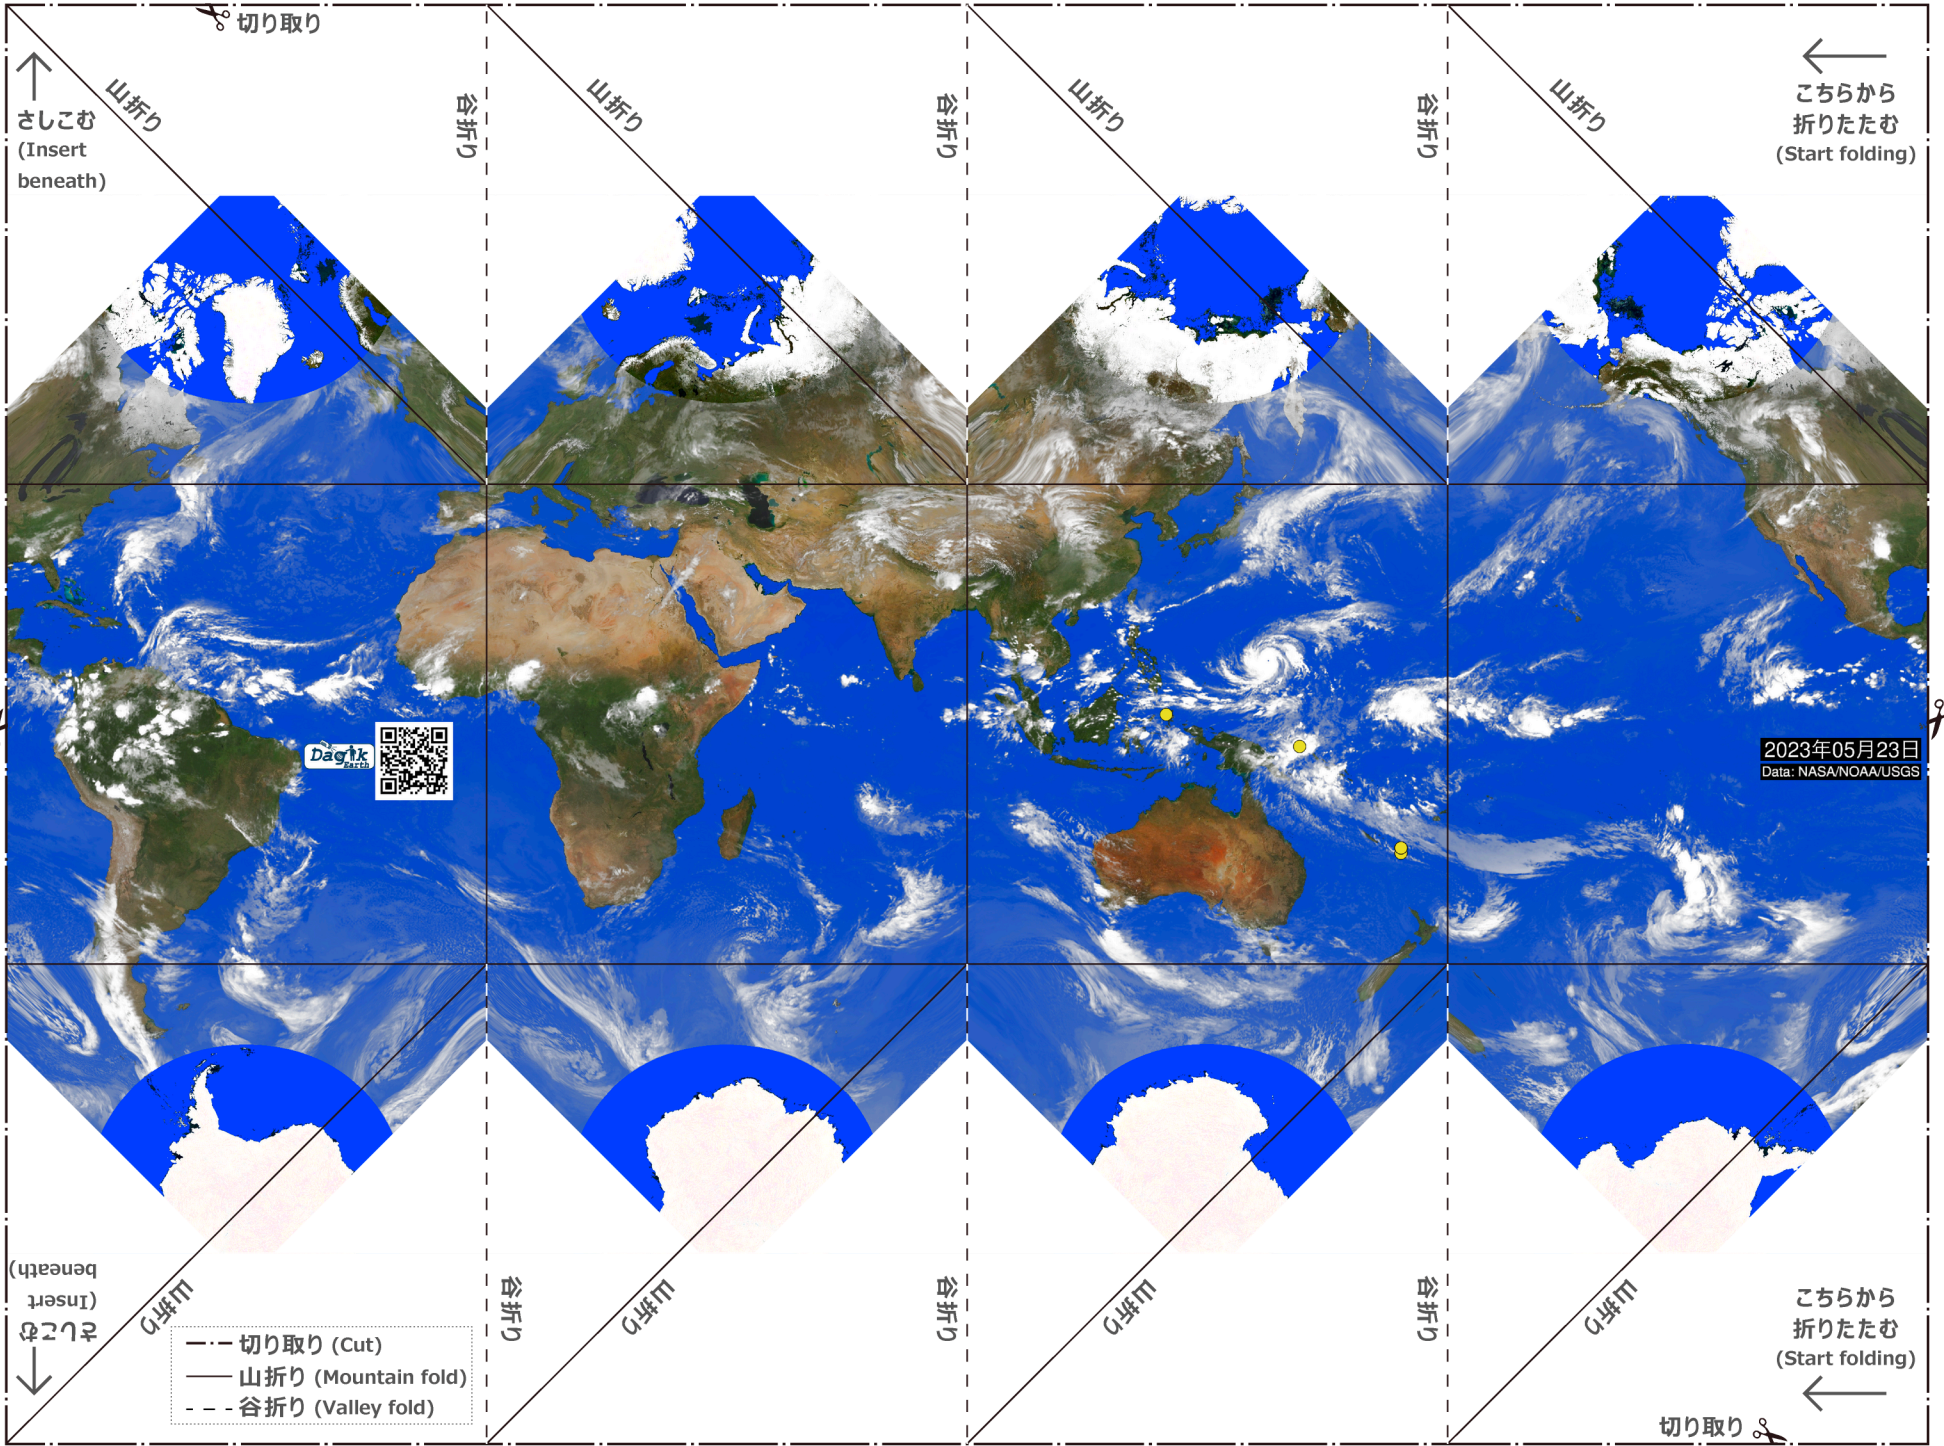 切り取り
山折り
谷折り
山折り
谷折り
山折り
谷折り
山折り
こちらから
折りたたむ
(Start folding)
さしこむ
(Insert
beneath)
Dagik
Earth
2023年05月23日
Data: NASA/NOAA/USGS
さしこむ
(Insert
beneath)
山折り
谷折り
山折り
谷折り
山折り
谷折り
山折り
こちらから
折りたたむ
(Start folding)
切り取り (Cut)
山折り (Mountain fold)
谷折り (Valley fold)
切り取り